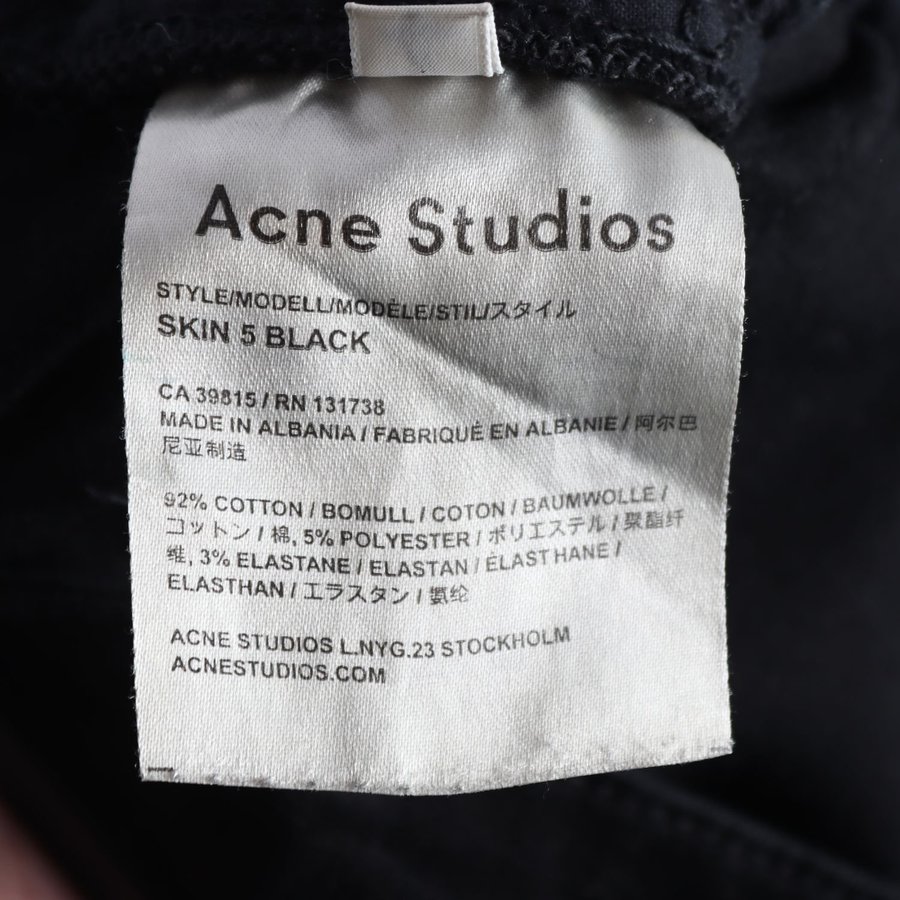 Acne Studios
STYLE/MODELL/MODÈLE/STIL/スタイル
SKIN 5 BLACK
CA 39815 / RN 131738
MADE IN ALBANIA / FABRIQUÉ EN ALBANIE / 阿尔巴
尼亚制造
92% COTTON / BOMULL / COTON / BAUMWOLLE /
コットン / 棉, 5% POLYESTER / ポリエステル / 聚酯纤
维, 3% ELASTANE / ELASTAN / ÉLASTHANE /
ELASTHAN / エラスタン / 氨纶
ACNE STUDIOS L.NYG.23 STOCKHOLM
ACNESTUDIOS.COM